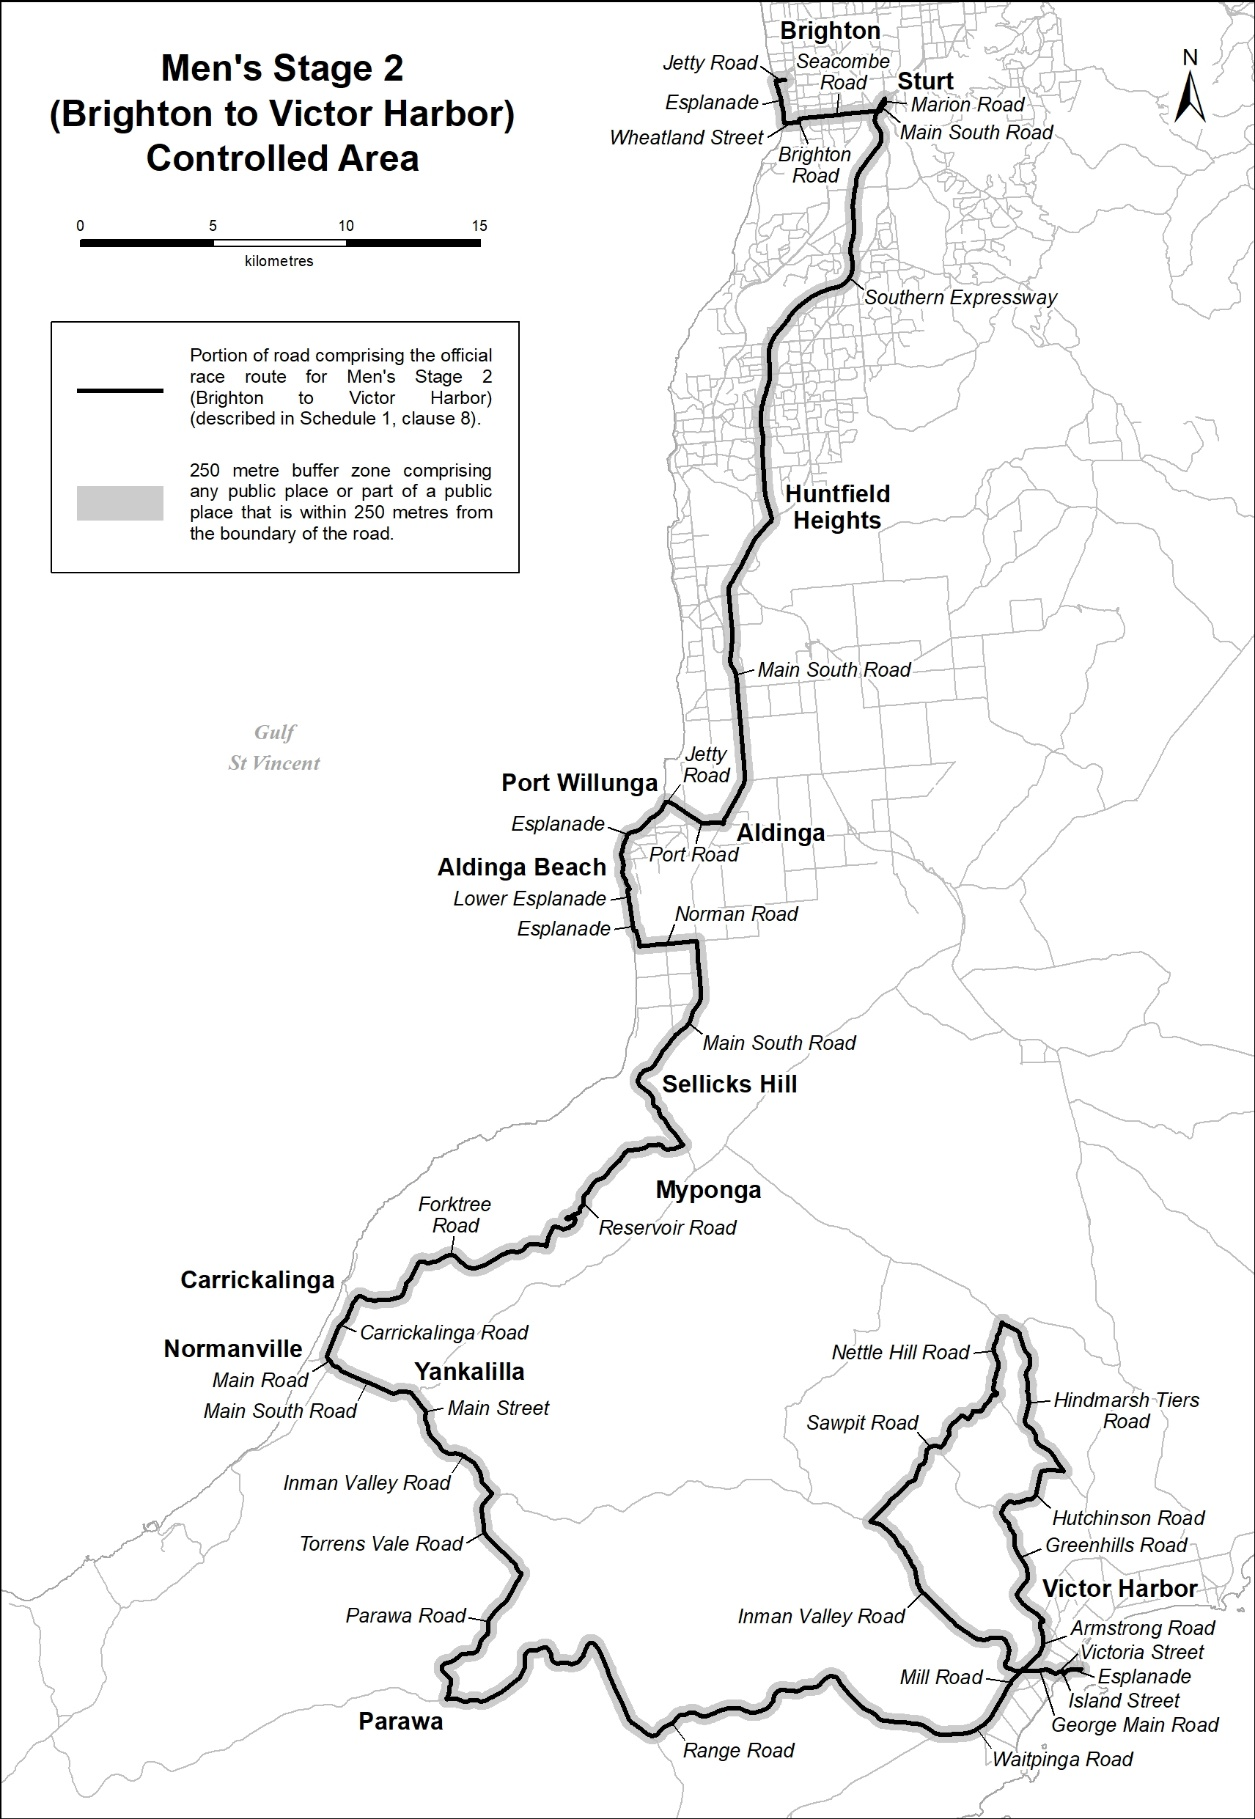 Men's Stage 2
(Brighton to Victor Harbor)
Controlled Area
0 5 10 15
kilometres
Portion of road comprising the official
race route for Men's Stage 2
(Brighton to Victor Harbor)
(described in Schedule 1, clause 8).
250 metre buffer zone comprising
any public place or part of a public
place that is within 250 metres from
the boundary of the road.
N
Brighton
Jetty Road
Seacombe
Road
Sturt
Esplanade
Marion Road
Wheatland Street
Main South Road
Brighton
Road
Southern Expressway
Huntfield
Heights
Main South Road
Gulf
St Vincent
Jetty
Road
Port Willunga
Esplanade
Aldinga
Port Road
Aldinga Beach
Lower Esplanade
Norman Road
Esplanade
Main South Road
Sellicks Hill
Myponga
Forktree
Road
Reservoir Road
Carrickalinga
Carrickalinga Road
Normanville
Yankalilla
Main Road
Main South Road
Main Street
Nettle Hill Road
Hindmarsh Tiers
Road
Sawpit Road
Inman Valley Road
Hutchinson Road
Torrens Vale Road
Greenhills Road
Victor Harbor
Parawa Road
Inman Valley Road
Armstrong Road
Victoria Street
Mill Road
Esplanade
Island Street
Parawa
George Main Road
Range Road
Waitpinga Road